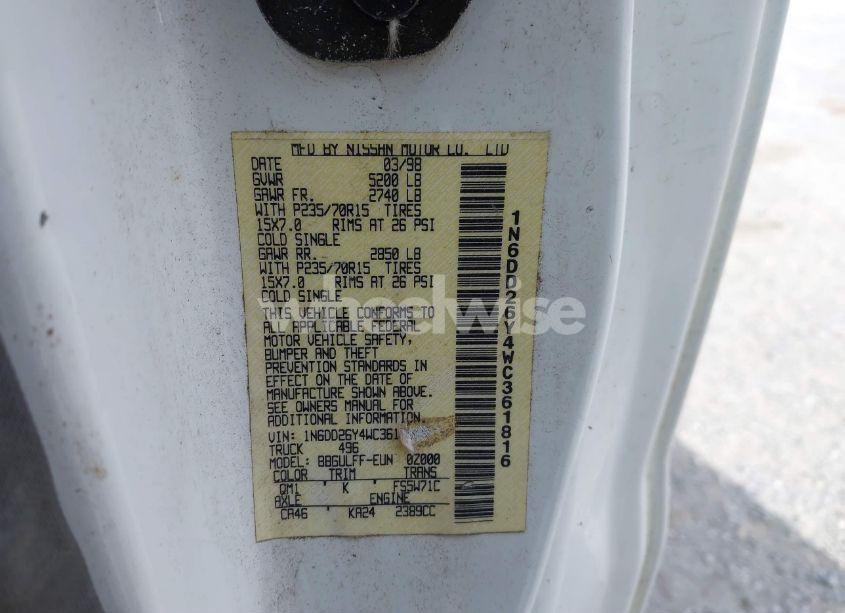 MFD BY NISSAN MOTOR CO. LTD
DATE 03/98
GVWR 5200 LB
GAWR FR. 2740 LB
WITH P235/70R15 TIRES
15X7.0 RIMS AT 26 PSI
COLD SINGLE
GAWR RR. 2850 LB
WITH P235/70R15 TIRES
15X7.0 RIMS AT 26 PSI
COLD SINGLE
THIS VEHICLE CONFORMS TO
ALL APPLICABLE FEDERAL
MOTOR VEHICLE SAFETY,
BUMPER AND THEFT
PREVENTION STANDARDS IN
EFFECT ON THE DATE OF
MANUFACTURE SHOWN ABOVE.
SEE OWNERS MANUAL FOR
ADDITIONAL INFORMATION.
VIN: 1N6DD26Y4WC361
TRUCK 496
MODEL: BBGULFF-EUN 0Z000
COLOR TRIM TRANS
QM1 K FS5W71C
AXLE ENGINE
CA46 KA24 2389CC
1N6DD26Y4WC361816
wheelwise